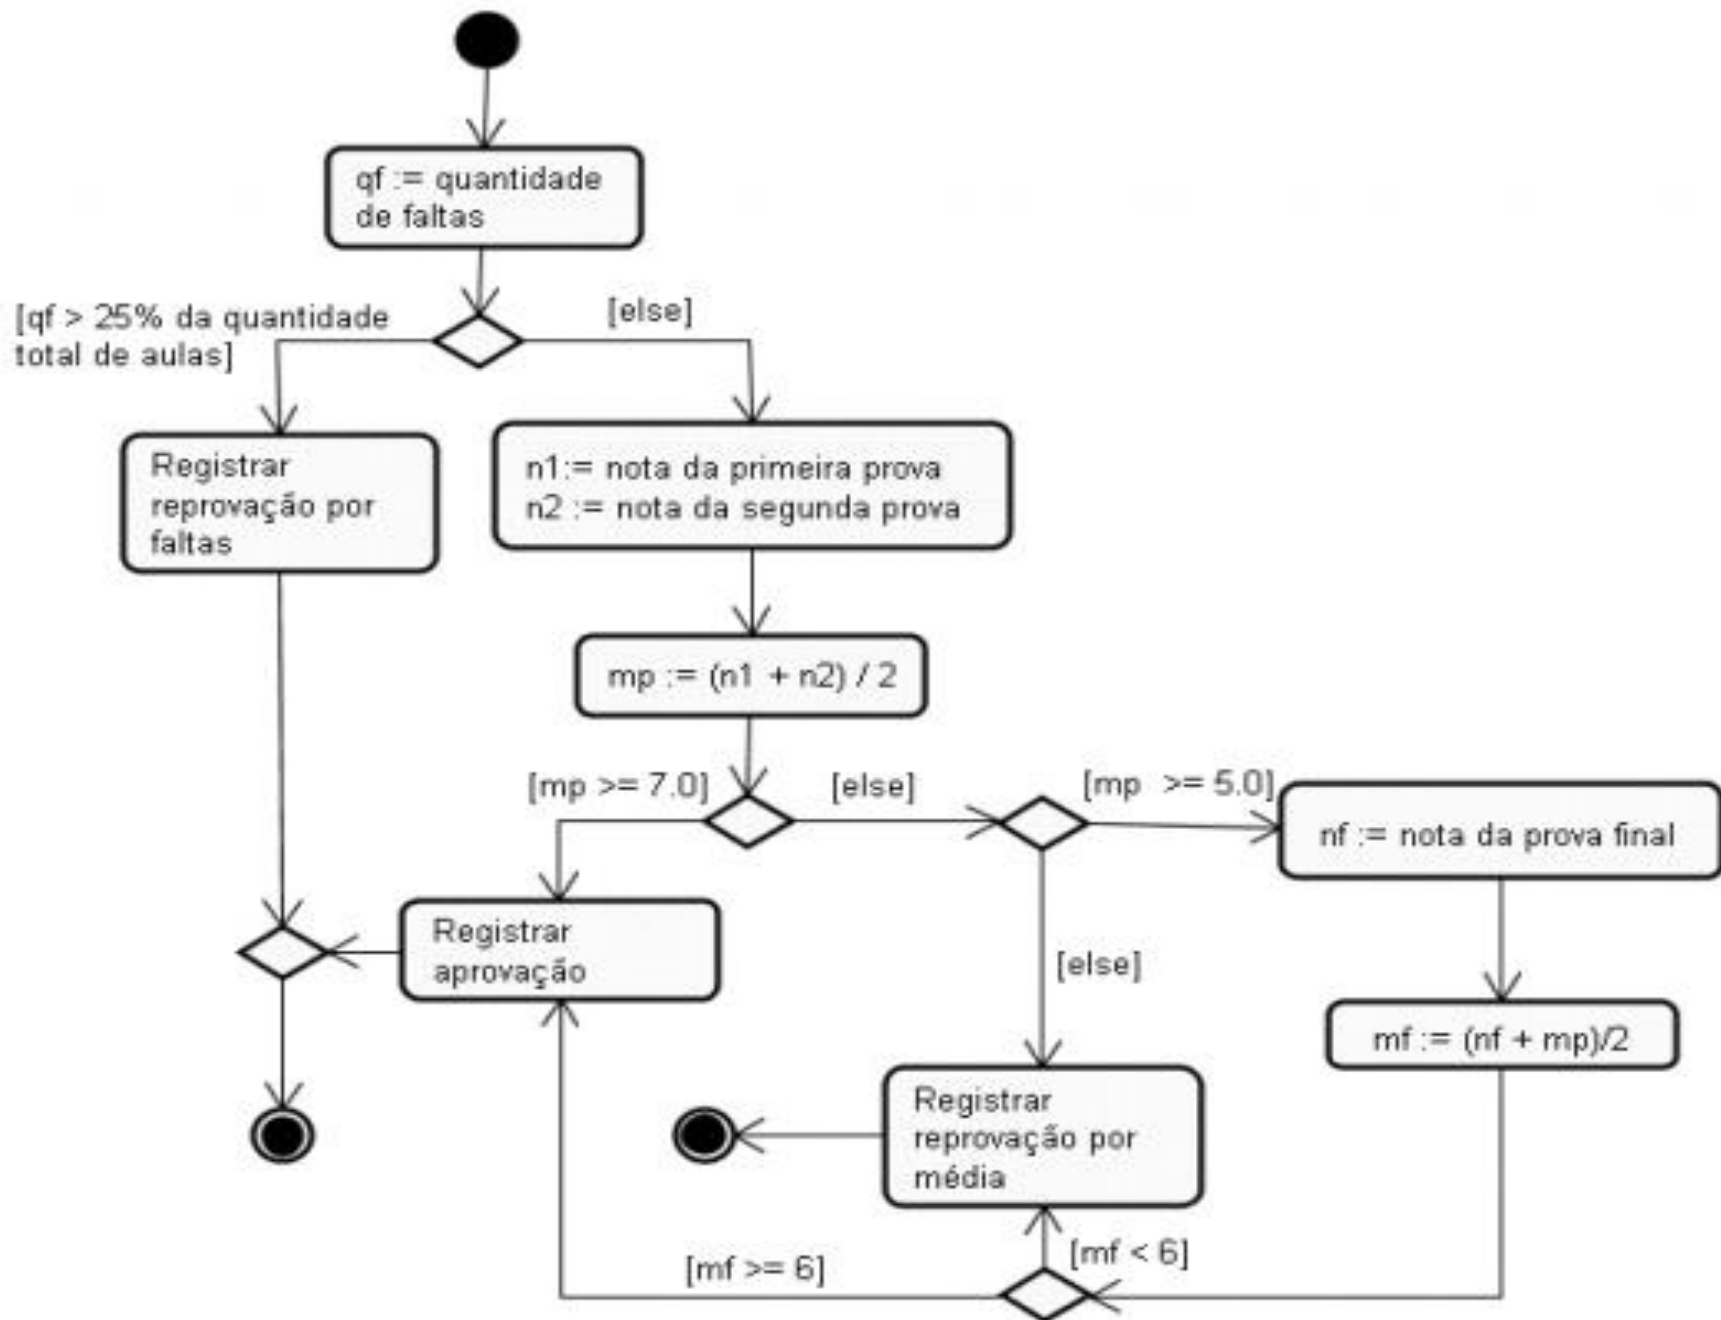 qf := quantidade
de faltas
[qf > 25% da quantidade
total de aulas]
[else]
Registrar
reprovação por
faltas
n1:= nota da primeira prova
n2 := nota da segunda prova
mp := (n1 + n2) / 2
[mp >= 7.0]
[else]
[mp >= 5.0]
nf := nota da prova final
Registrar
aprovação
[else]
mf := (nf + mp)/2
Registrar
reprovação por
média
[mf >= 6]
[mf < 6]